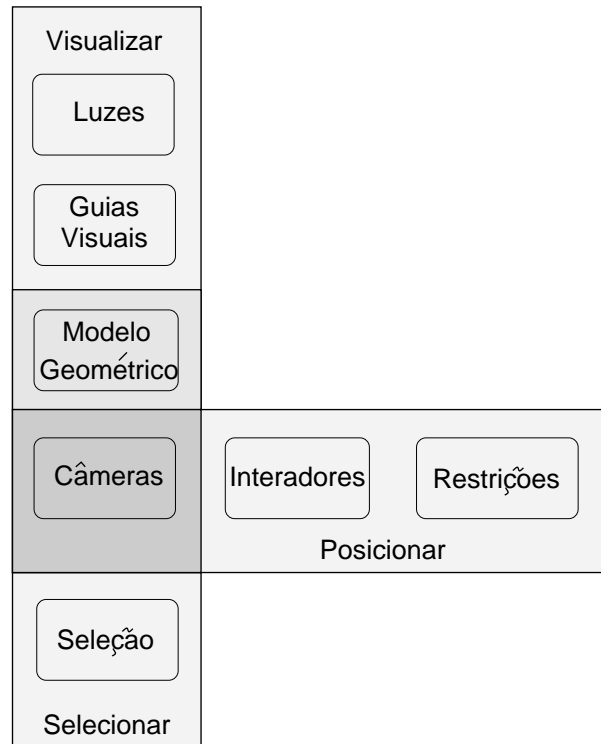 Visualizar
Luzes
Guias
Visuais
Modelo
Geométrico
Câmeras
Interadores
Restrições
Posicionar
Seleção
Selecionar